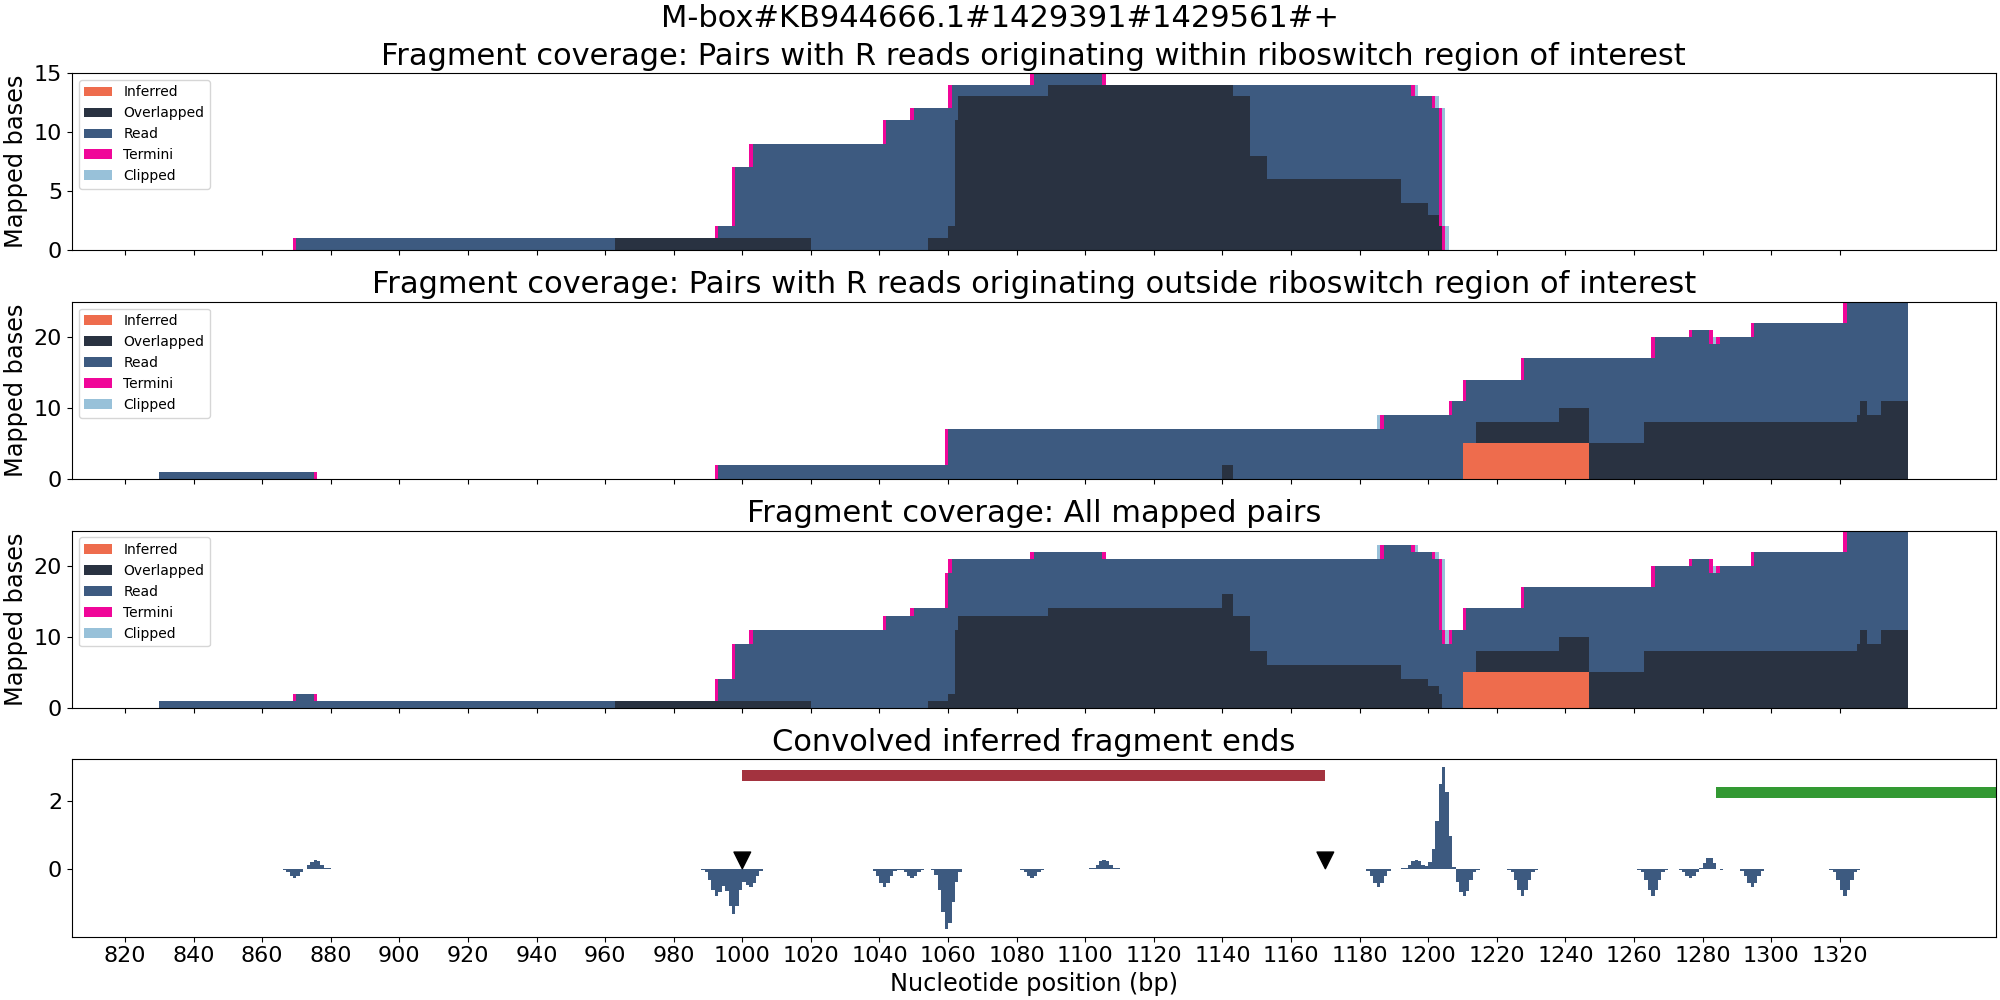 M-box#KB944666.1#1429391#1429561#+
Fragment coverage: Pairs with R reads originating within riboswitch region of interest
Mapped bases
15
10
5
0
Inferred
Overlapped
Read
Termini
Clipped
Fragment coverage: Pairs with R reads originating outside riboswitch region of interest
Mapped bases
20
10
0
Inferred
Overlapped
Read
Termini
Clipped
Fragment coverage: All mapped pairs
Mapped bases
20
10
0
Inferred
Overlapped
Read
Termini
Clipped
Convolved inferred fragment ends
2
0
820 840 860 880 900 920 940 960 980 1000 1020 1040 1060 1080 1100 1120 1140 1160 1180 1200 1220 1240 1260 1280 1300 1320
Nucleotide position (bp)